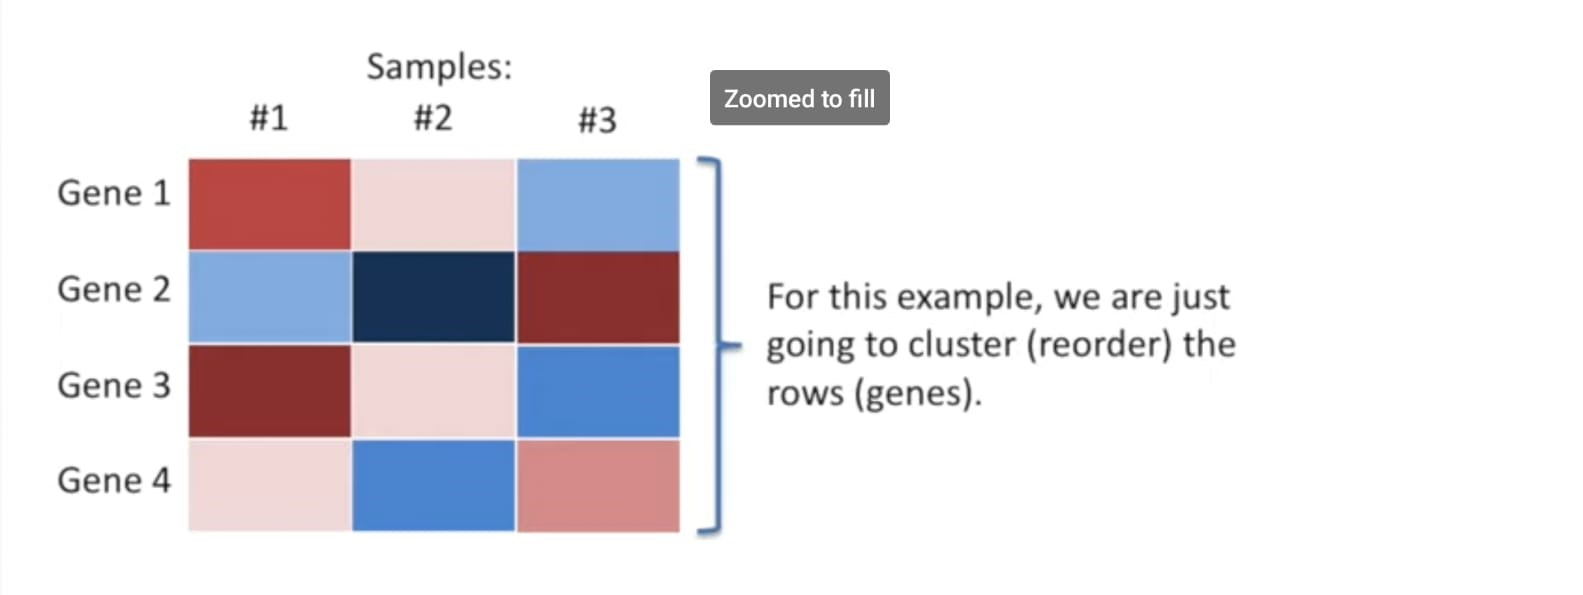 Samples:
Zoomed to fill
#1 #2 #3
Gene 1
Gene 2
Gene 3
Gene 4
For this example, we are just
going to cluster (reorder) the
rows (genes).